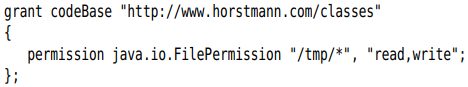 grant codeBase "http://www.horstmann.com/classes"
{
   permission java.io.FilePermission "/tmp/*", "read,write";
};